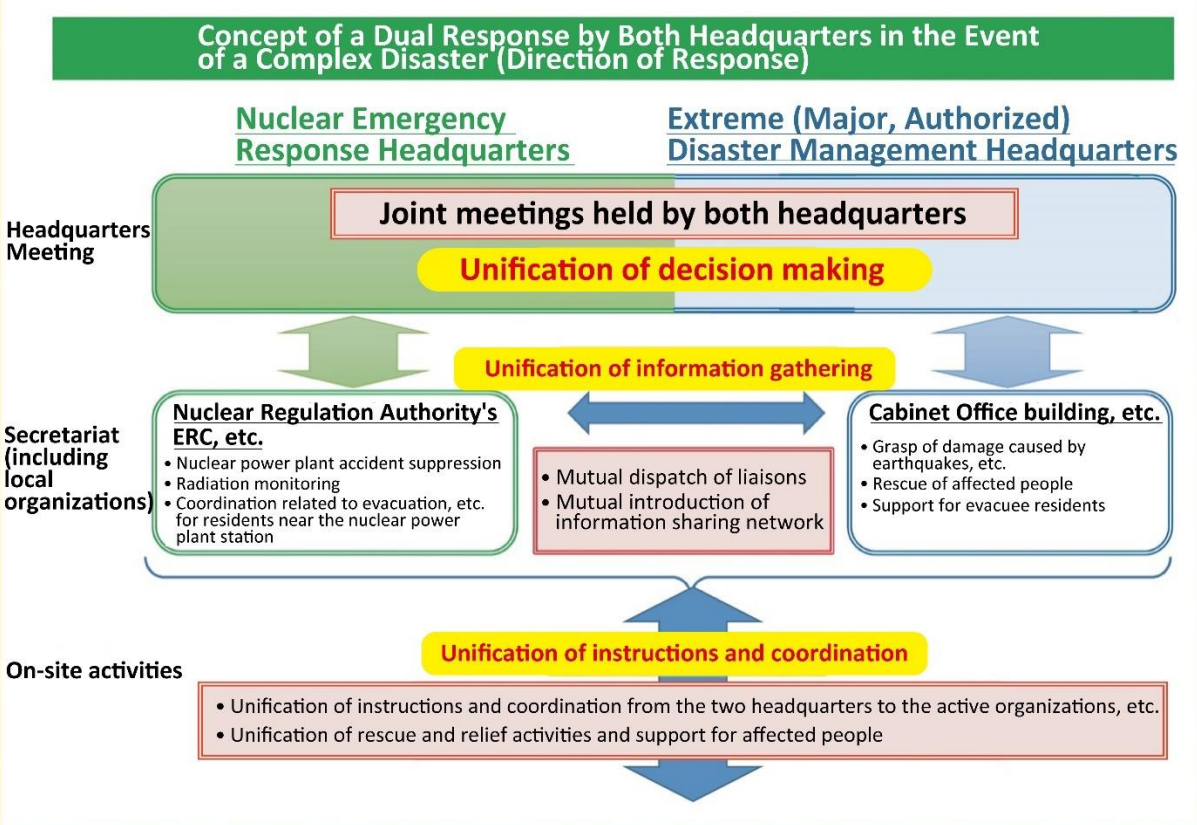 Concept of a Dual Response by Both Headquarters in the Event
of a Complex Disaster (Direction of Response)
Nuclear Emergency
Response Headquarters
Extreme (Major, Authorized)
Disaster Management Headquarters
Headquarters
Meeting
Joint meetings held by both headquarters
Unification of decision making
Unification of information gathering
Secretariat
(including
local
organizations)
Nuclear Regulation Authority's
ERC, etc.
• Nuclear power plant accident suppression
• Radiation monitoring
• Coordination related to evacuation, etc.
for residents near the nuclear power
plant station
• Mutual dispatch of liaisons
• Mutual introduction of
information sharing network
Cabinet Office building, etc.
• Grasp of damage caused by
earthquakes, etc.
• Rescue of affected people
• Support for evacuee residents
On-site activities
Unification of instructions and coordination
• Unification of instructions and coordination from the two headquarters to the active organizations, etc.
• Unification of rescue and relief activities and support for affected people